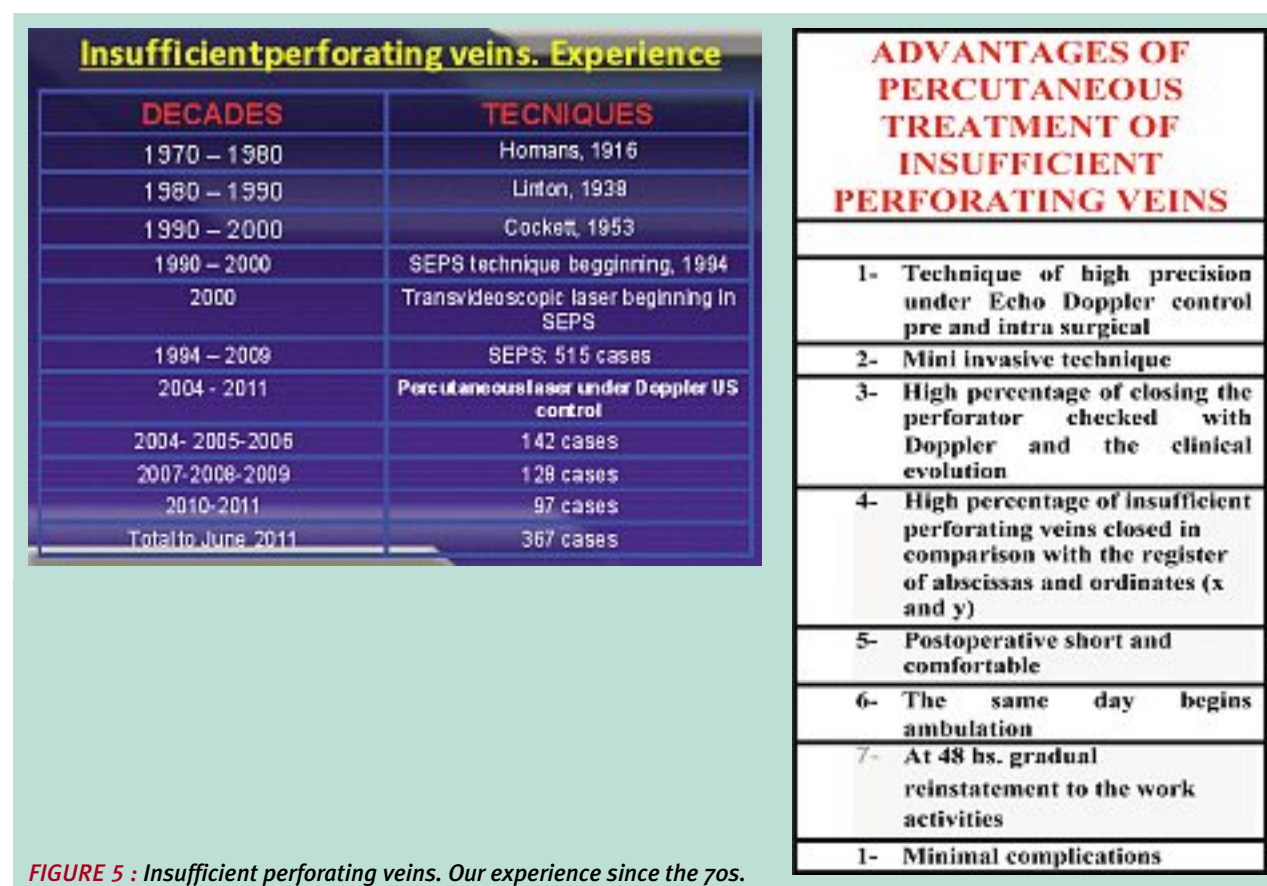 Insufficientperforating veins. Experience
DECADES TECNIQUES
1970 – 1980 Homans, 1916
1980 – 1990 Linton, 1938
1990 – 2000 Cockett, 1953
1990 – 2000 SEPS technique begginning, 1994
2000 Transvideoscopic laser beginning in
SEPS
1994 – 2009 SEPS: 515 cases
2004 - 2011 Percutaneouslaser under Doppler US
control
2004- 2005-2006 142 cases
2007-2008-2009 128 cases
2010-2011 97 cases
Total to June 2011 367 cases
ADVANTAGES OF
PERCUTANEOUS
TREATMENT OF
INSUFFICIENT
PERFORATING VEINS
1- Technique of high precision
under Echo Doppler control
pre and intra surgical
2- Mini invasive technique
3- High percentage of closing the
perforator checked with
Doppler and the clinical
evolution
4- High percentage of insufficient
perforating veins closed in
comparison with the register
of abscissas and ordinates (x
and y)
5- Postoperative short and
comfortable
6- The same day begins
ambulation
7- At 48 hs. gradual
reinstatement to the work
activities
1- Minimal complications
FIGURE 5 : Insufficient perforating veins. Our experience since the 70s.